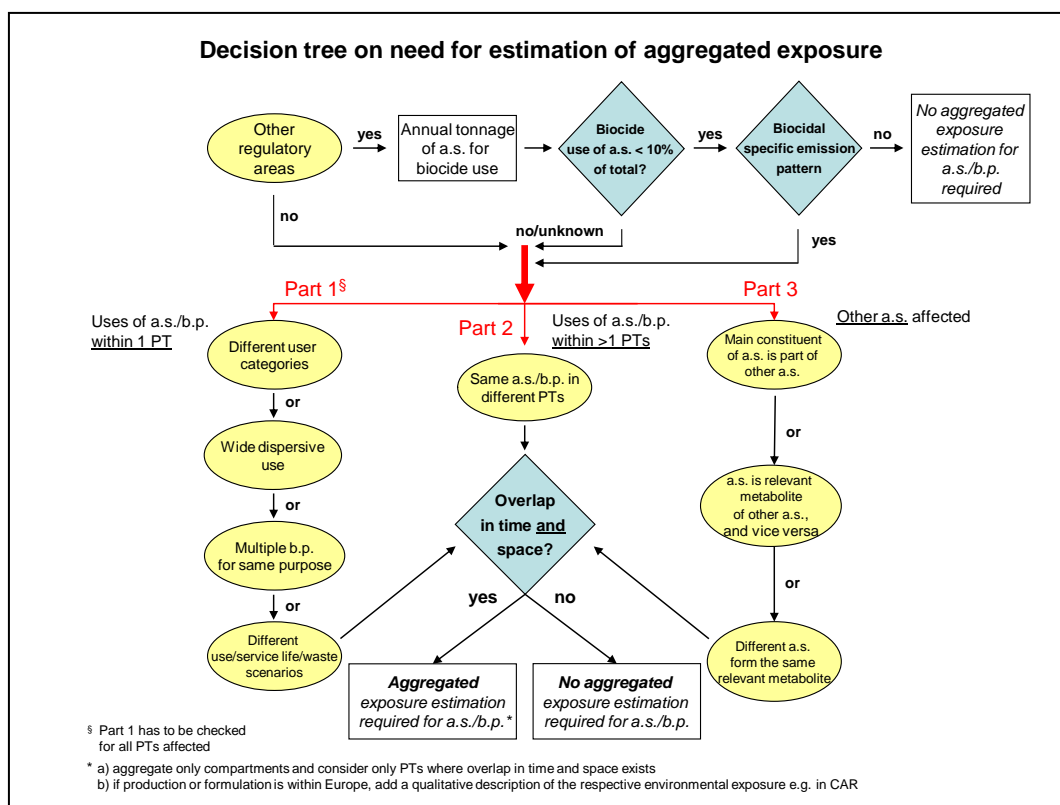 Decision tree on need for estimation of aggregated exposure
Other
regulatory
areas
yes
Annual tonnage
of a.s. for
biocide use
Biocide
use of a.s. < 10%
of total?
yes
Biocidal
specific emission
pattern
no
No aggregated
exposure
estimation for
a.s./b.p.
required
no
no/unknown
yes
Part 1§
Part 2
Part 3
Uses of a.s./b.p.
within 1 PT
Uses of a.s./b.p.
within >1 PTs
Other a.s. affected
Different user
categories
or
Wide dispersive
use
or
Multiple b.p.
for same purpose
or
Different
use/service life/waste
scenarios
Same a.s./b.p. in
different PTs
Overlap
in time and
space?
yes
no
Main constituent
of a.s. is part of
other a.s.
or
a.s. is relevant
metabolite
of other a.s.,
and vice versa
or
Different a.s.
form the same
relevant metabolite
Aggregated
exposure estimation
required for a.s./b.p.*
No aggregated
exposure estimation
required for a.s./b.p.
§ Part 1 has to be checked
for all PTs affected
* a) aggregate only compartments and consider only PTs where overlap in time and space exists
b) if production or formulation is within Europe, add a qualitative description of the respective environmental exposure e.g. in CAR